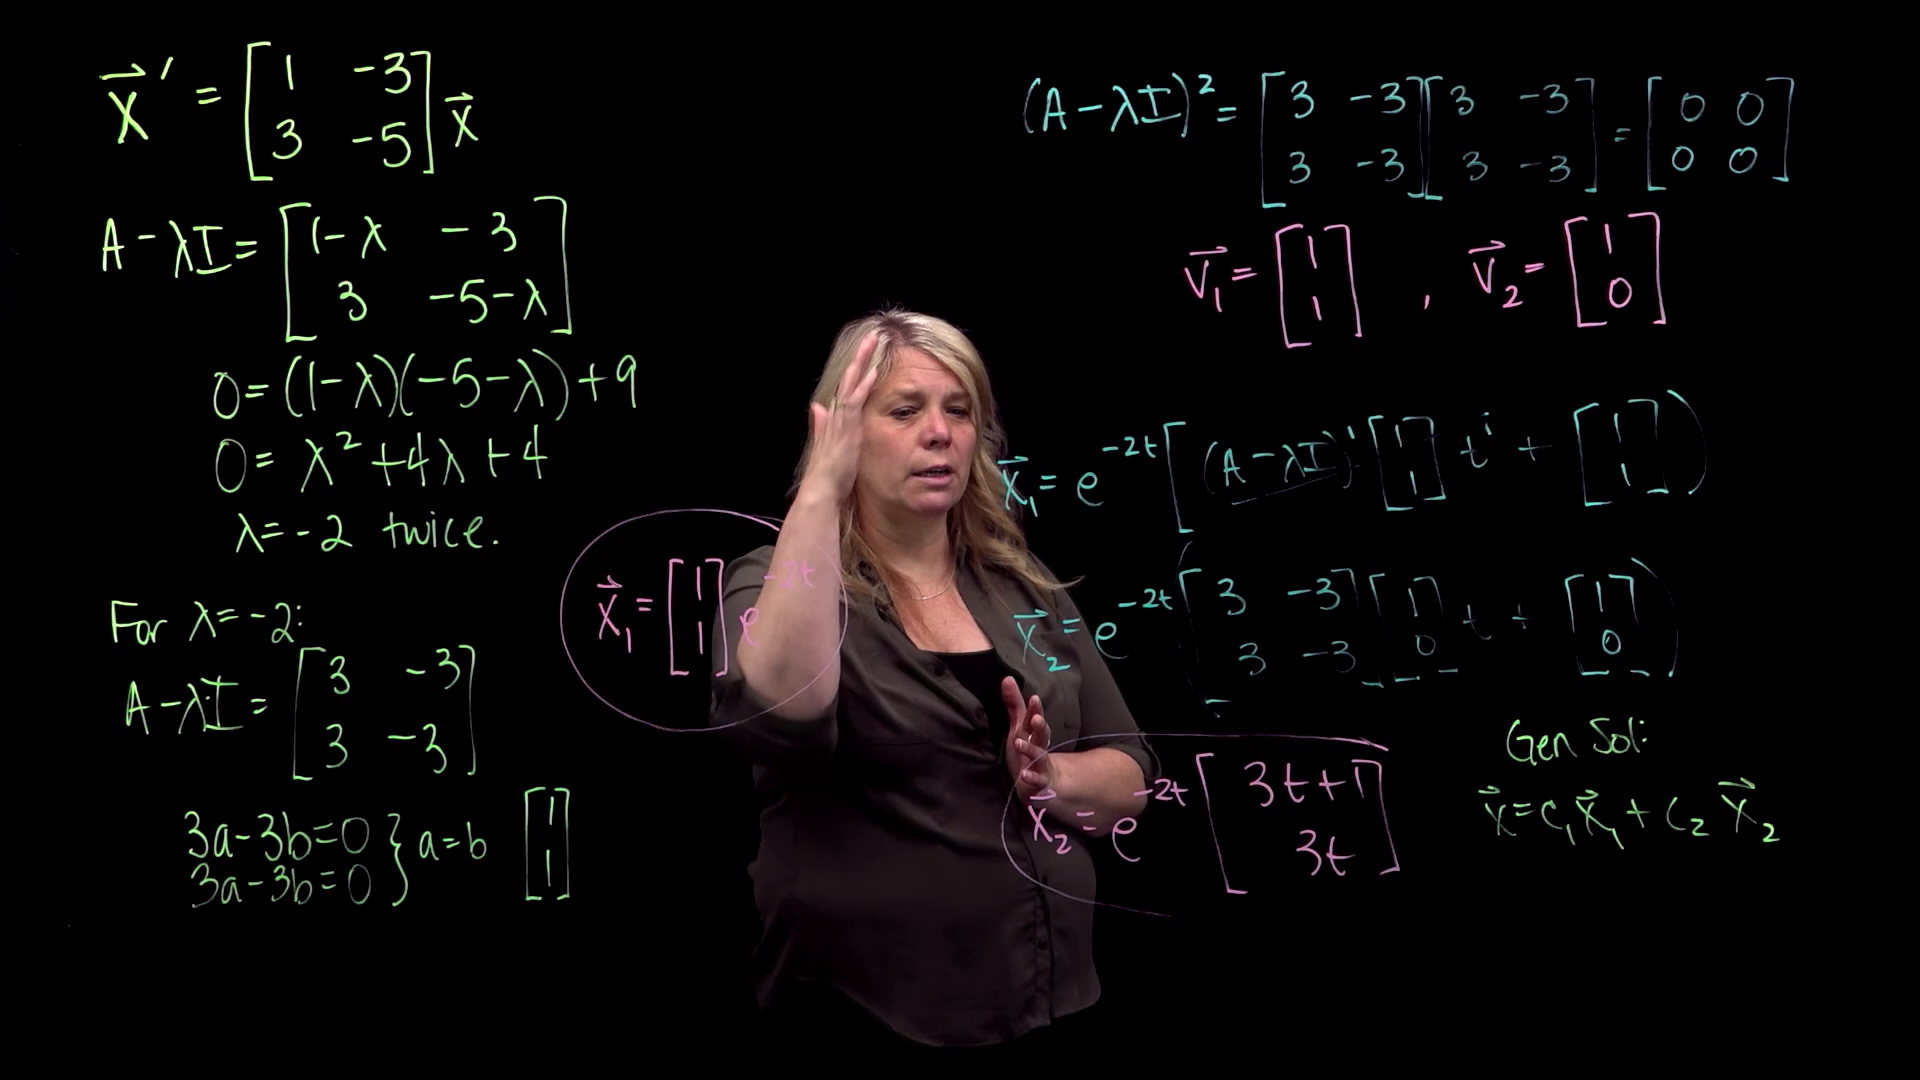 x⃗′ = [1 -3; 3 -5] x⃗
A-λI = [1-λ -3; 3 -5-λ]
0=(1-λ)(-5-λ)+9
0= λ²+4λ+4
λ=-2 twice.
For λ=-2:
A-λI = [3 -3; 3 -3]
3a-3b=0 } a=b [1; 1]
3a-3b=0
x⃗₁ = [1; 1] e^-2t
(A-λI)² = [3 -3; 3 -3][3 -3; 3 -3] = [0 0; 0 0]
v⃗₁= [1; 1] , v⃗₂= [1; 0]
x⃗₁ = e^-2t [(A-λI)¹ [1; 1] t¹ + [1; 1])
x⃗₂ = e^-2t ([3 -3; 3 -3][1; 0] t + [1; 0])
x⃗₂ = e^-2t [3t+1; 3t]
Gen Sol:
x⃗=c₁x⃗₁ + c₂ x⃗₂